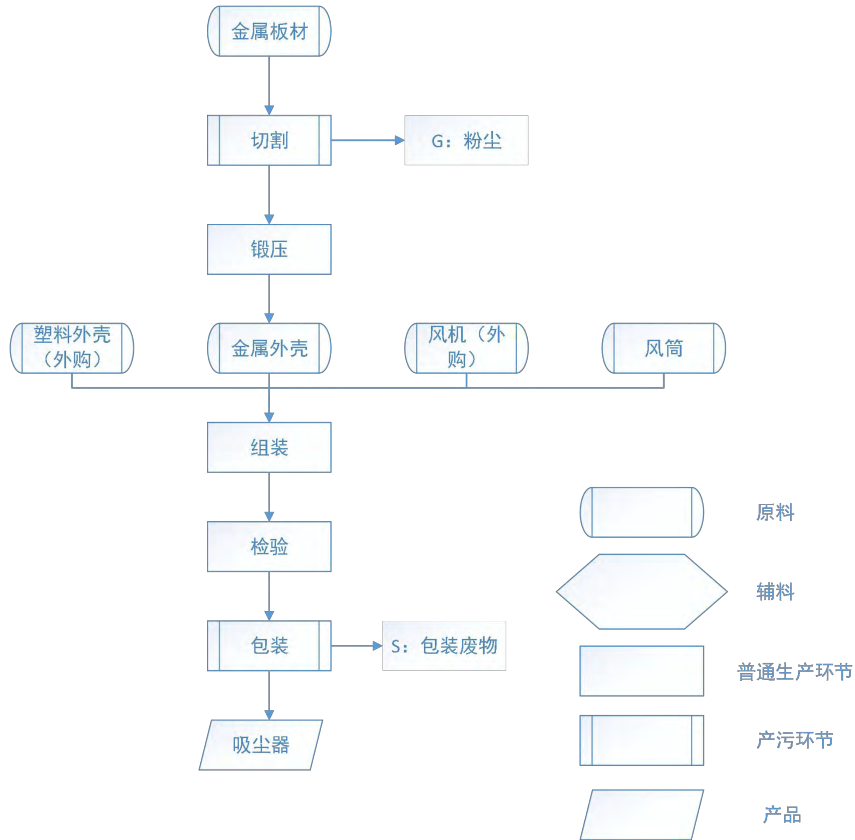 金属板材
切割
G：粉尘
锻压
塑料外壳
（外购）
金属外壳
风机（外
购）
风筒
组装
检验
包装
S：包装废物
吸尘器
原料
辅料
普通生产环节
产污环节
产品